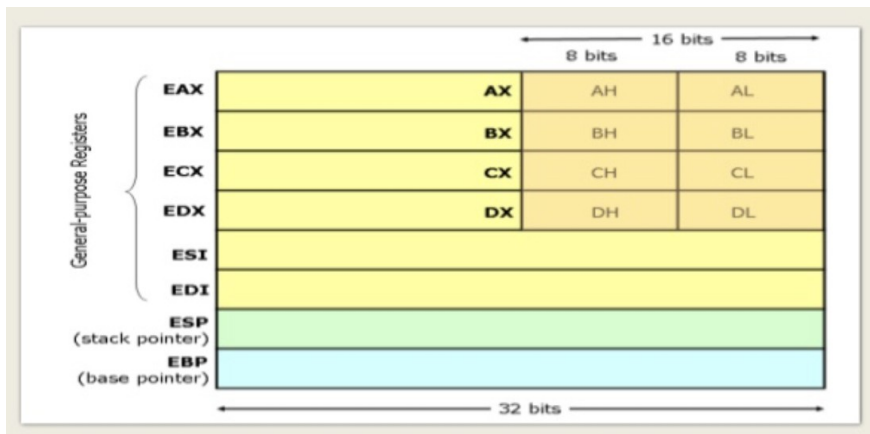 16 bits
8 bits 8 bits
General-purpose Registers
EAX AX AH AL
EBX BX BH BL
ECX CX CH CL
EDX DX DH DL
ESI
EDI
ESP
(stack pointer)
EBP
(base pointer)
32 bits